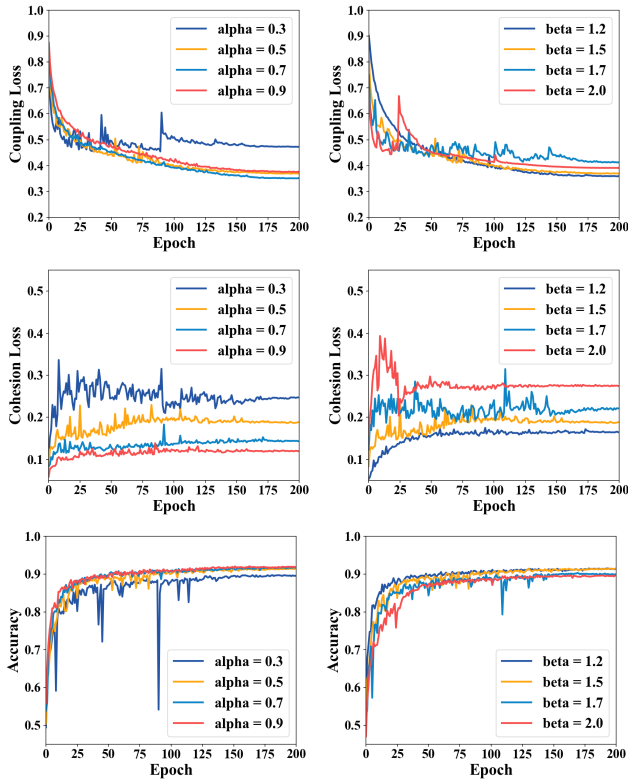 1.0
0.9
0.8
0.7
0.6
0.5
0.4
0.3
0.2
Coupling Loss
0 25 50 75 100 125 150 175 200
Epoch
alpha = 0.3
alpha = 0.5
alpha = 0.7
alpha = 0.9
1.0
0.9
0.8
0.7
0.6
0.5
0.4
0.3
0.2
Coupling Loss
0 25 50 75 100 125 150 175 200
Epoch
beta = 1.2
beta = 1.5
beta = 1.7
beta = 2.0
0.5
0.4
0.3
0.2
0.1
Cohesion Loss
0 25 50 75 100 125 150 175 200
Epoch
alpha = 0.3
alpha = 0.5
alpha = 0.7
alpha = 0.9
0.5
0.4
0.3
0.2
0.1
Cohesion Loss
0 25 50 75 100 125 150 175 200
Epoch
beta = 1.2
beta = 1.5
beta = 1.7
beta = 2.0
1.0
0.9
0.8
0.7
0.6
0.5
Accuracy
0 25 50 75 100 125 150 175 200
Epoch
alpha = 0.3
alpha = 0.5
alpha = 0.7
alpha = 0.9
1.0
0.9
0.8
0.7
0.6
0.5
Accuracy
0 25 50 75 100 125 150 175 200
Epoch
beta = 1.2
beta = 1.5
beta = 1.7
beta = 2.0